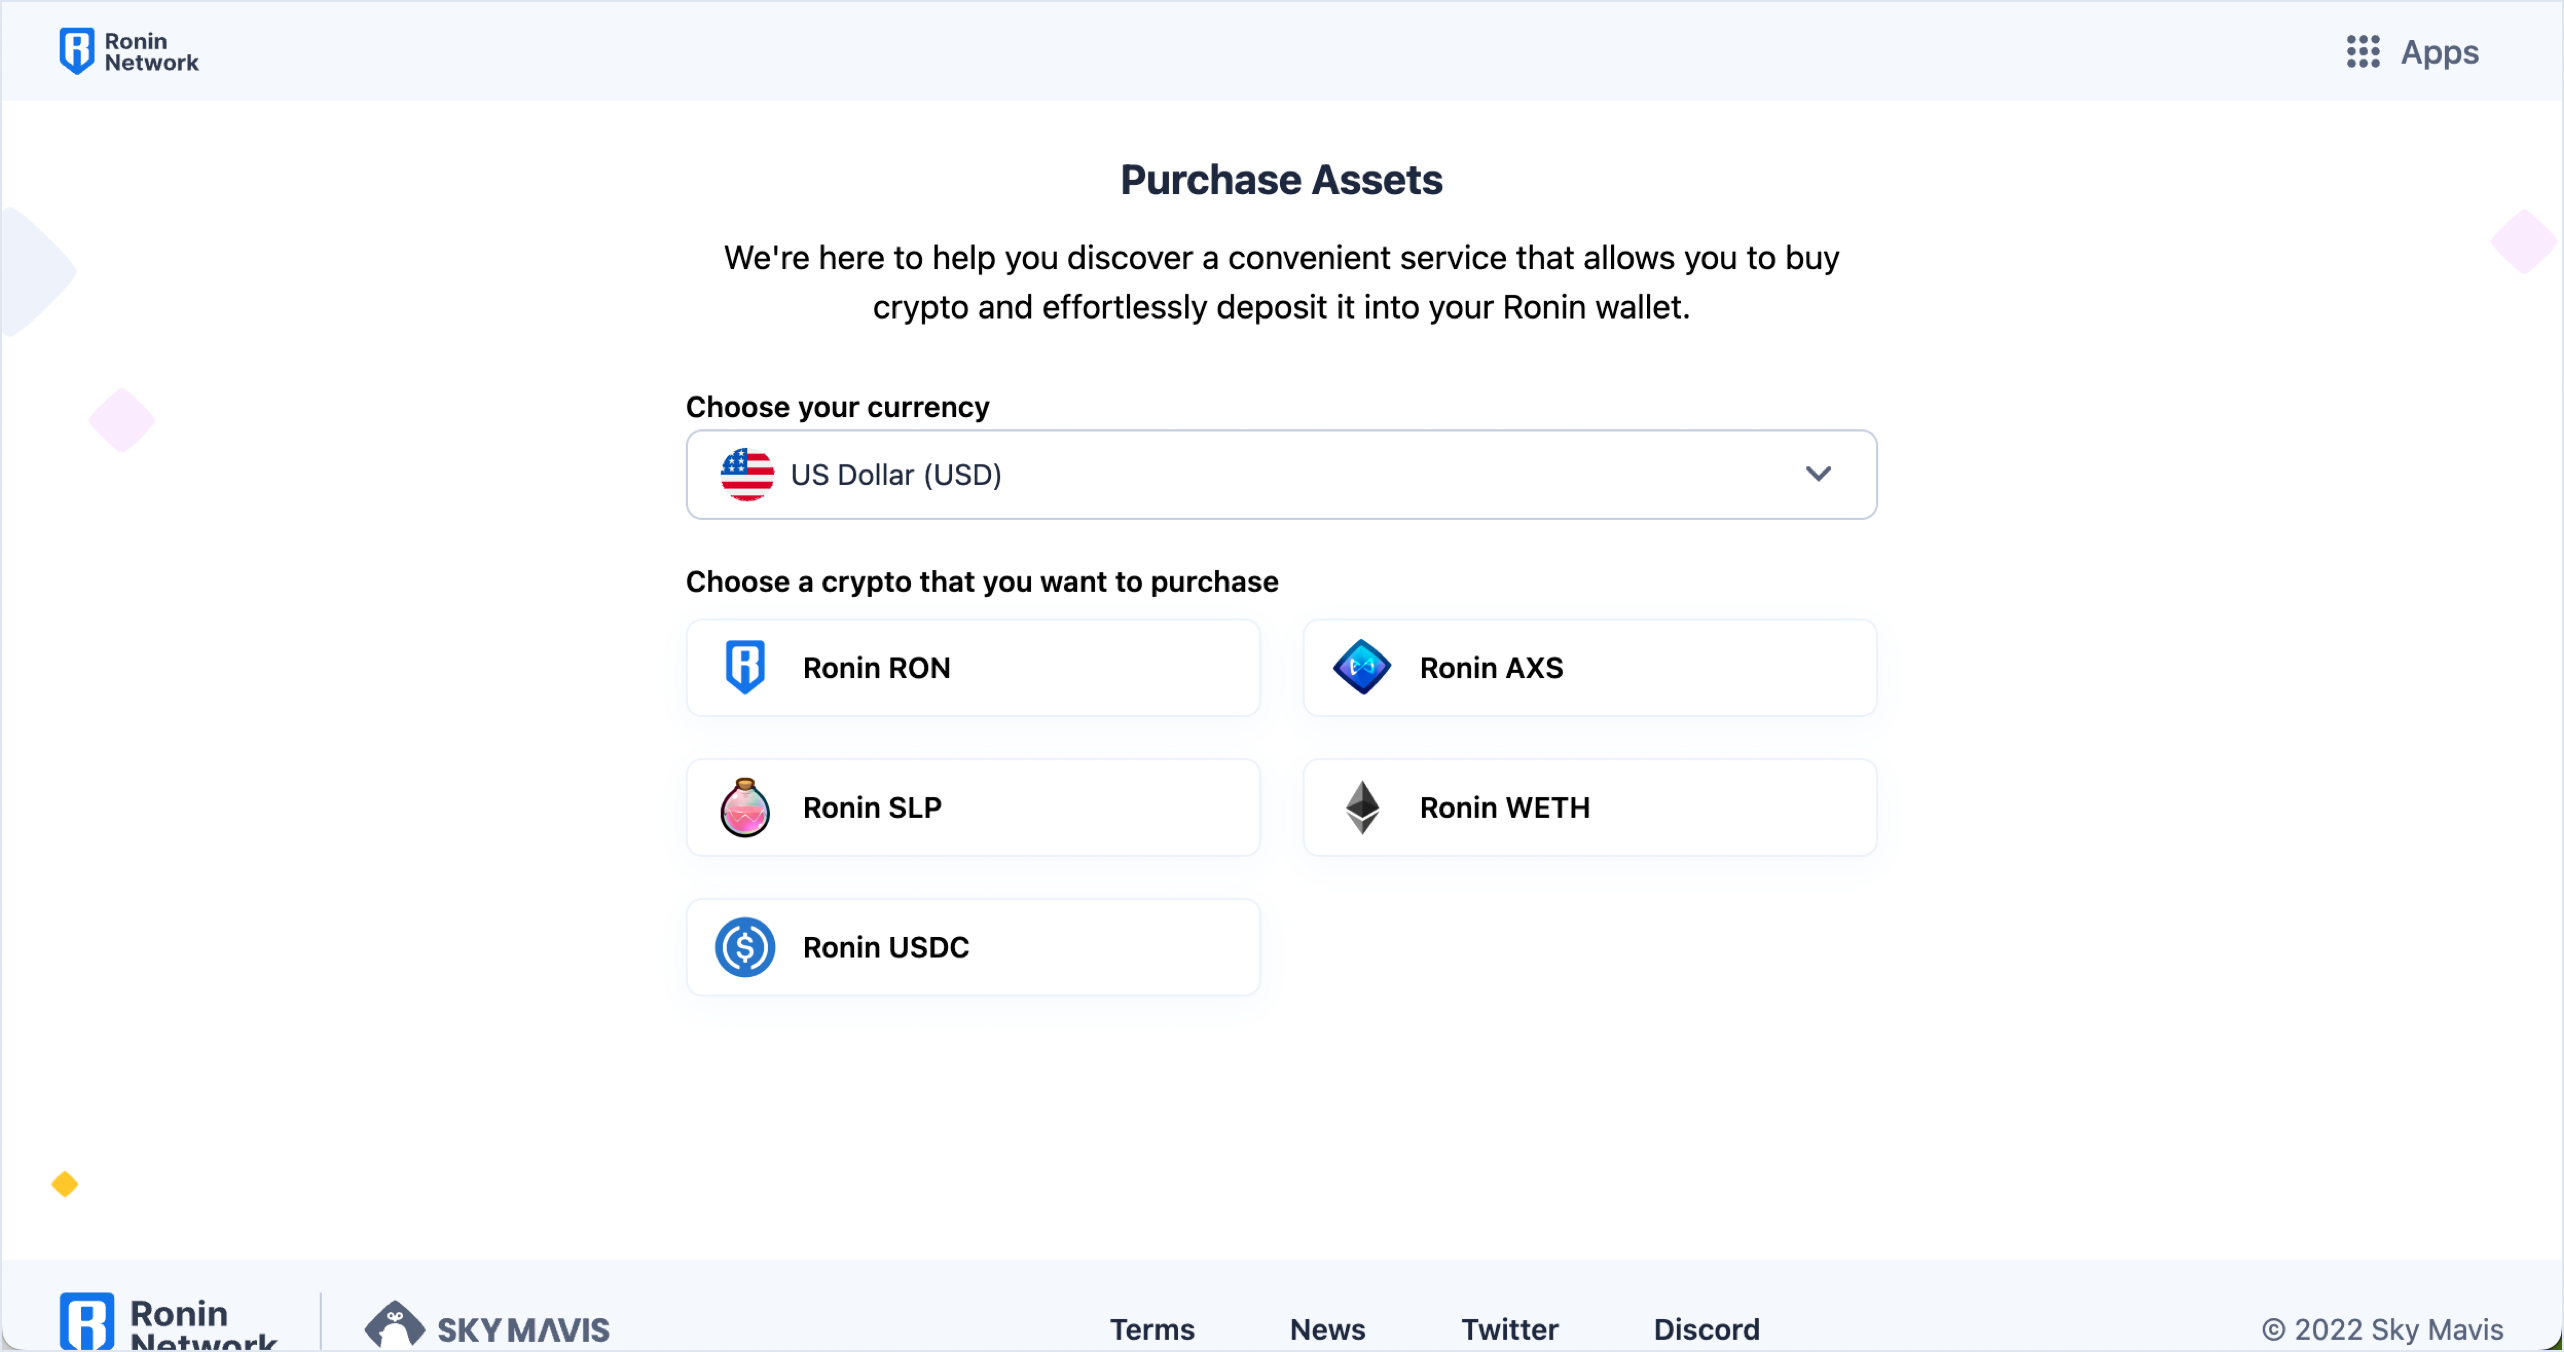 Ronin
Network
Apps
Purchase Assets
We're here to help you discover a convenient service that allows you to buy
crypto and effortlessly deposit it into your Ronin wallet.
Choose your currency
US Dollar (USD)
Choose a crypto that you want to purchase
Ronin RON
Ronin AXS
Ronin SLP
Ronin WETH
Ronin USDC
Ronin
Network
SKY MAVIS
Terms
News
Twitter
Discord
© 2022 Sky Mavis